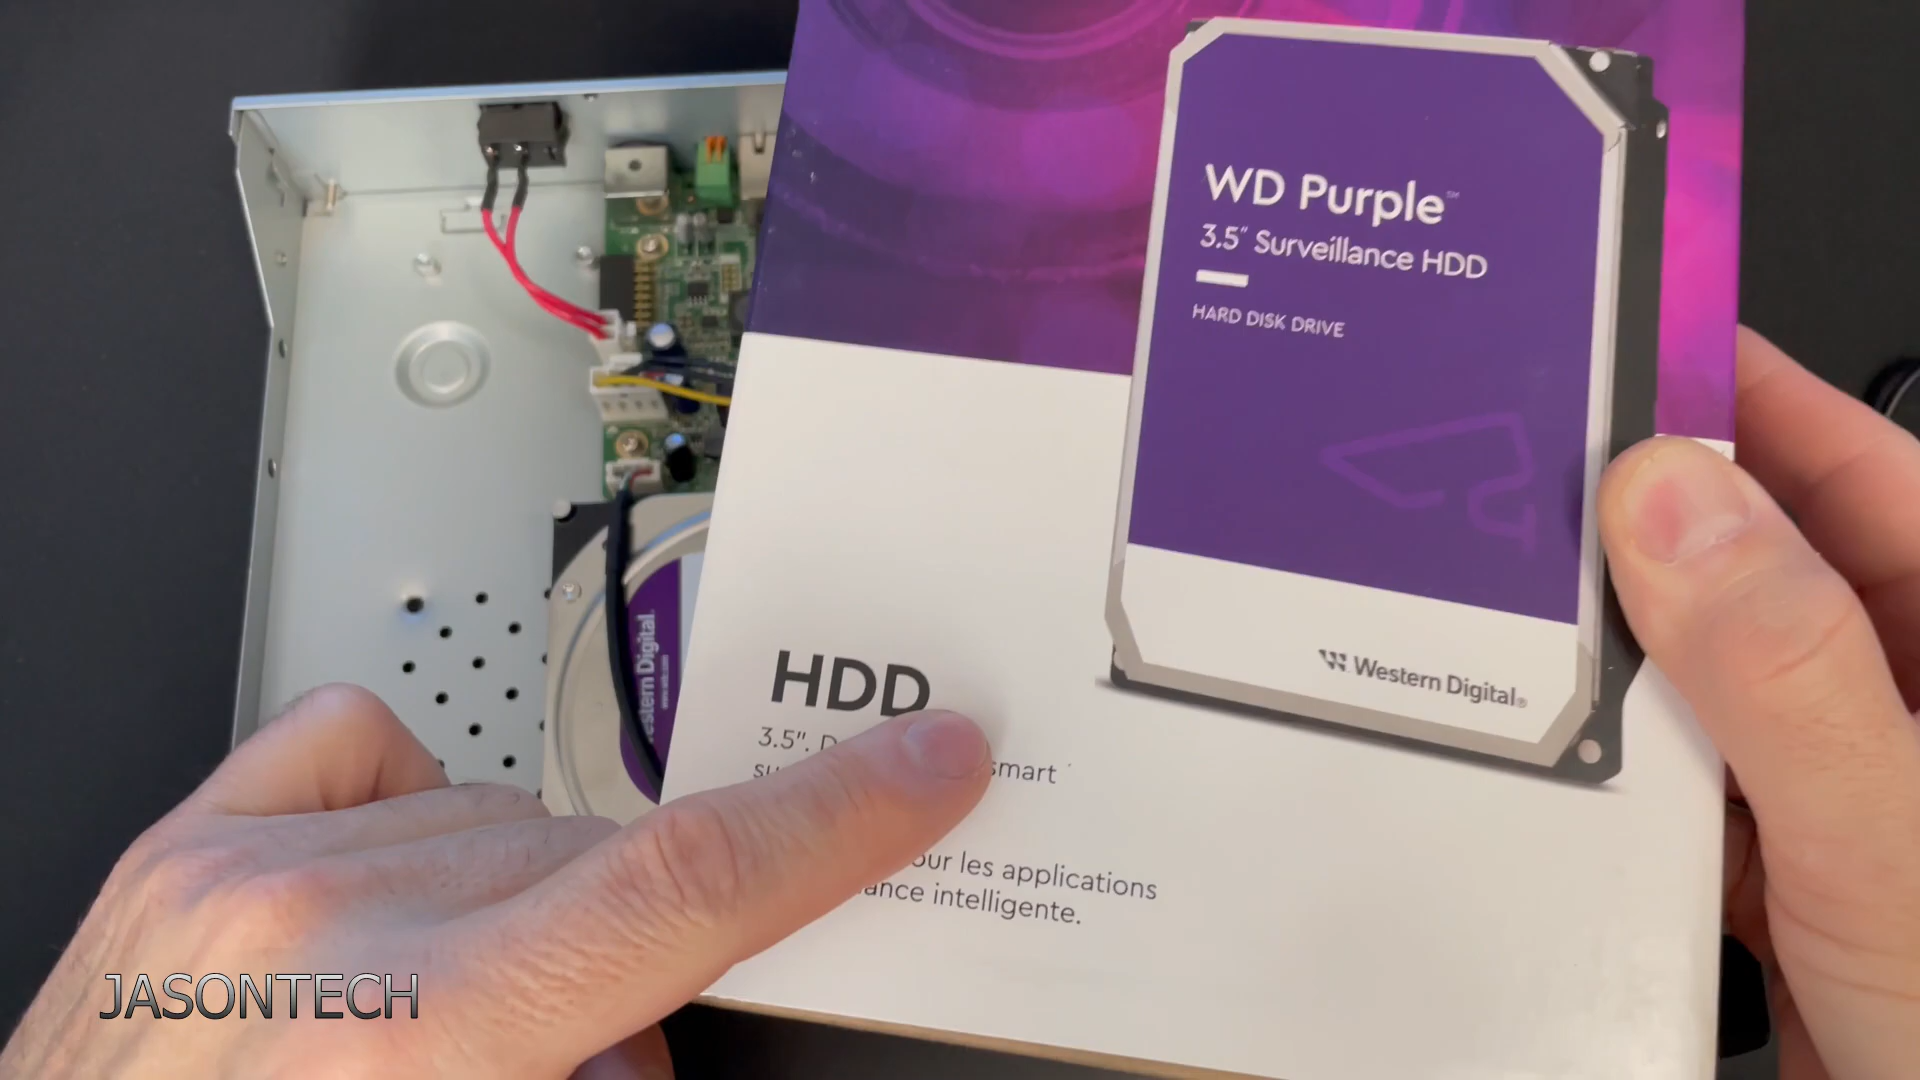 WD Purple™
3.5" Surveillance HDD
HARD DISK DRIVE
Western Digital®
Western Digital.
HDD
3.5".
smart
our les applications
ance intelligente.
JASONTECH